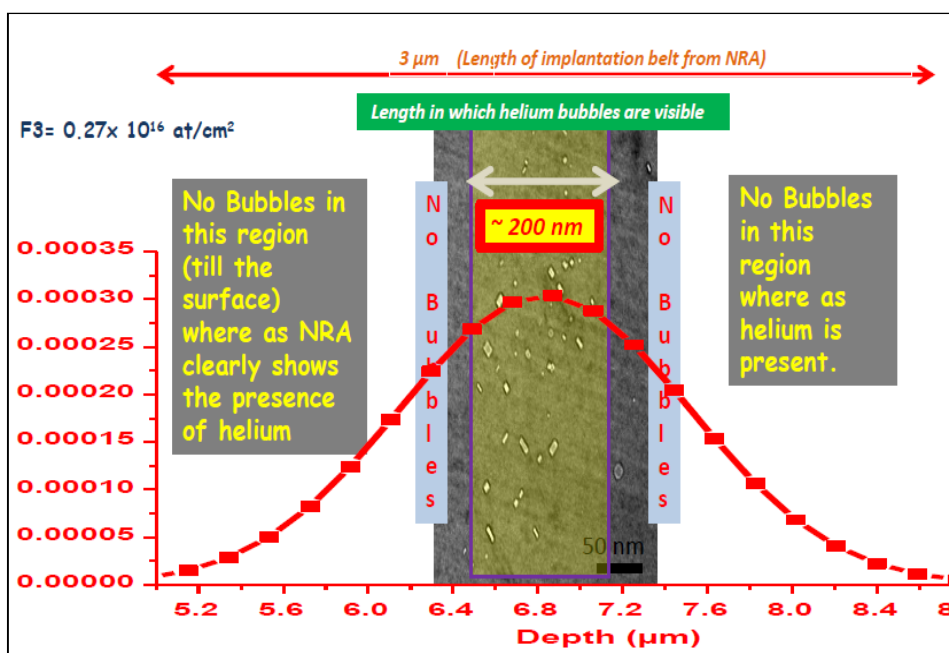 3 µm (Length of implantation belt from NRA)
Length in which helium bubbles are visible
F3= 0.27x 10¹⁶ at/cm²
No Bubbles in
this region
(till the
surface)
where as NRA
clearly shows
the presence
of helium
No Bubbles
~ 200 nm
No Bubbles
No Bubbles
in this
region
where as
helium is
present.
50 nm
0.00035
0.00030
0.00025
0.00020
0.00015
0.00010
0.00005
0.00000
5.2 5.6 6.0 6.4 6.8 7.2 7.6 8.0 8.4 8
Depth (µm)